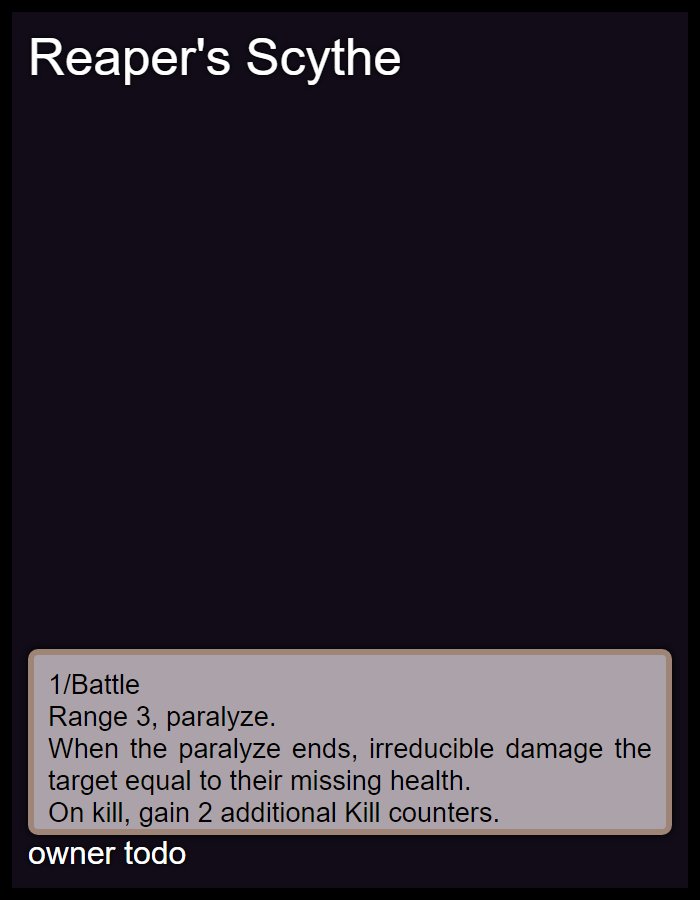 Reaper's Scythe
1/Battle
Range 3, paralyze.
When the paralyze ends, irreducible damage the
target equal to their missing health.
On kill, gain 2 additional Kill counters.
owner todo